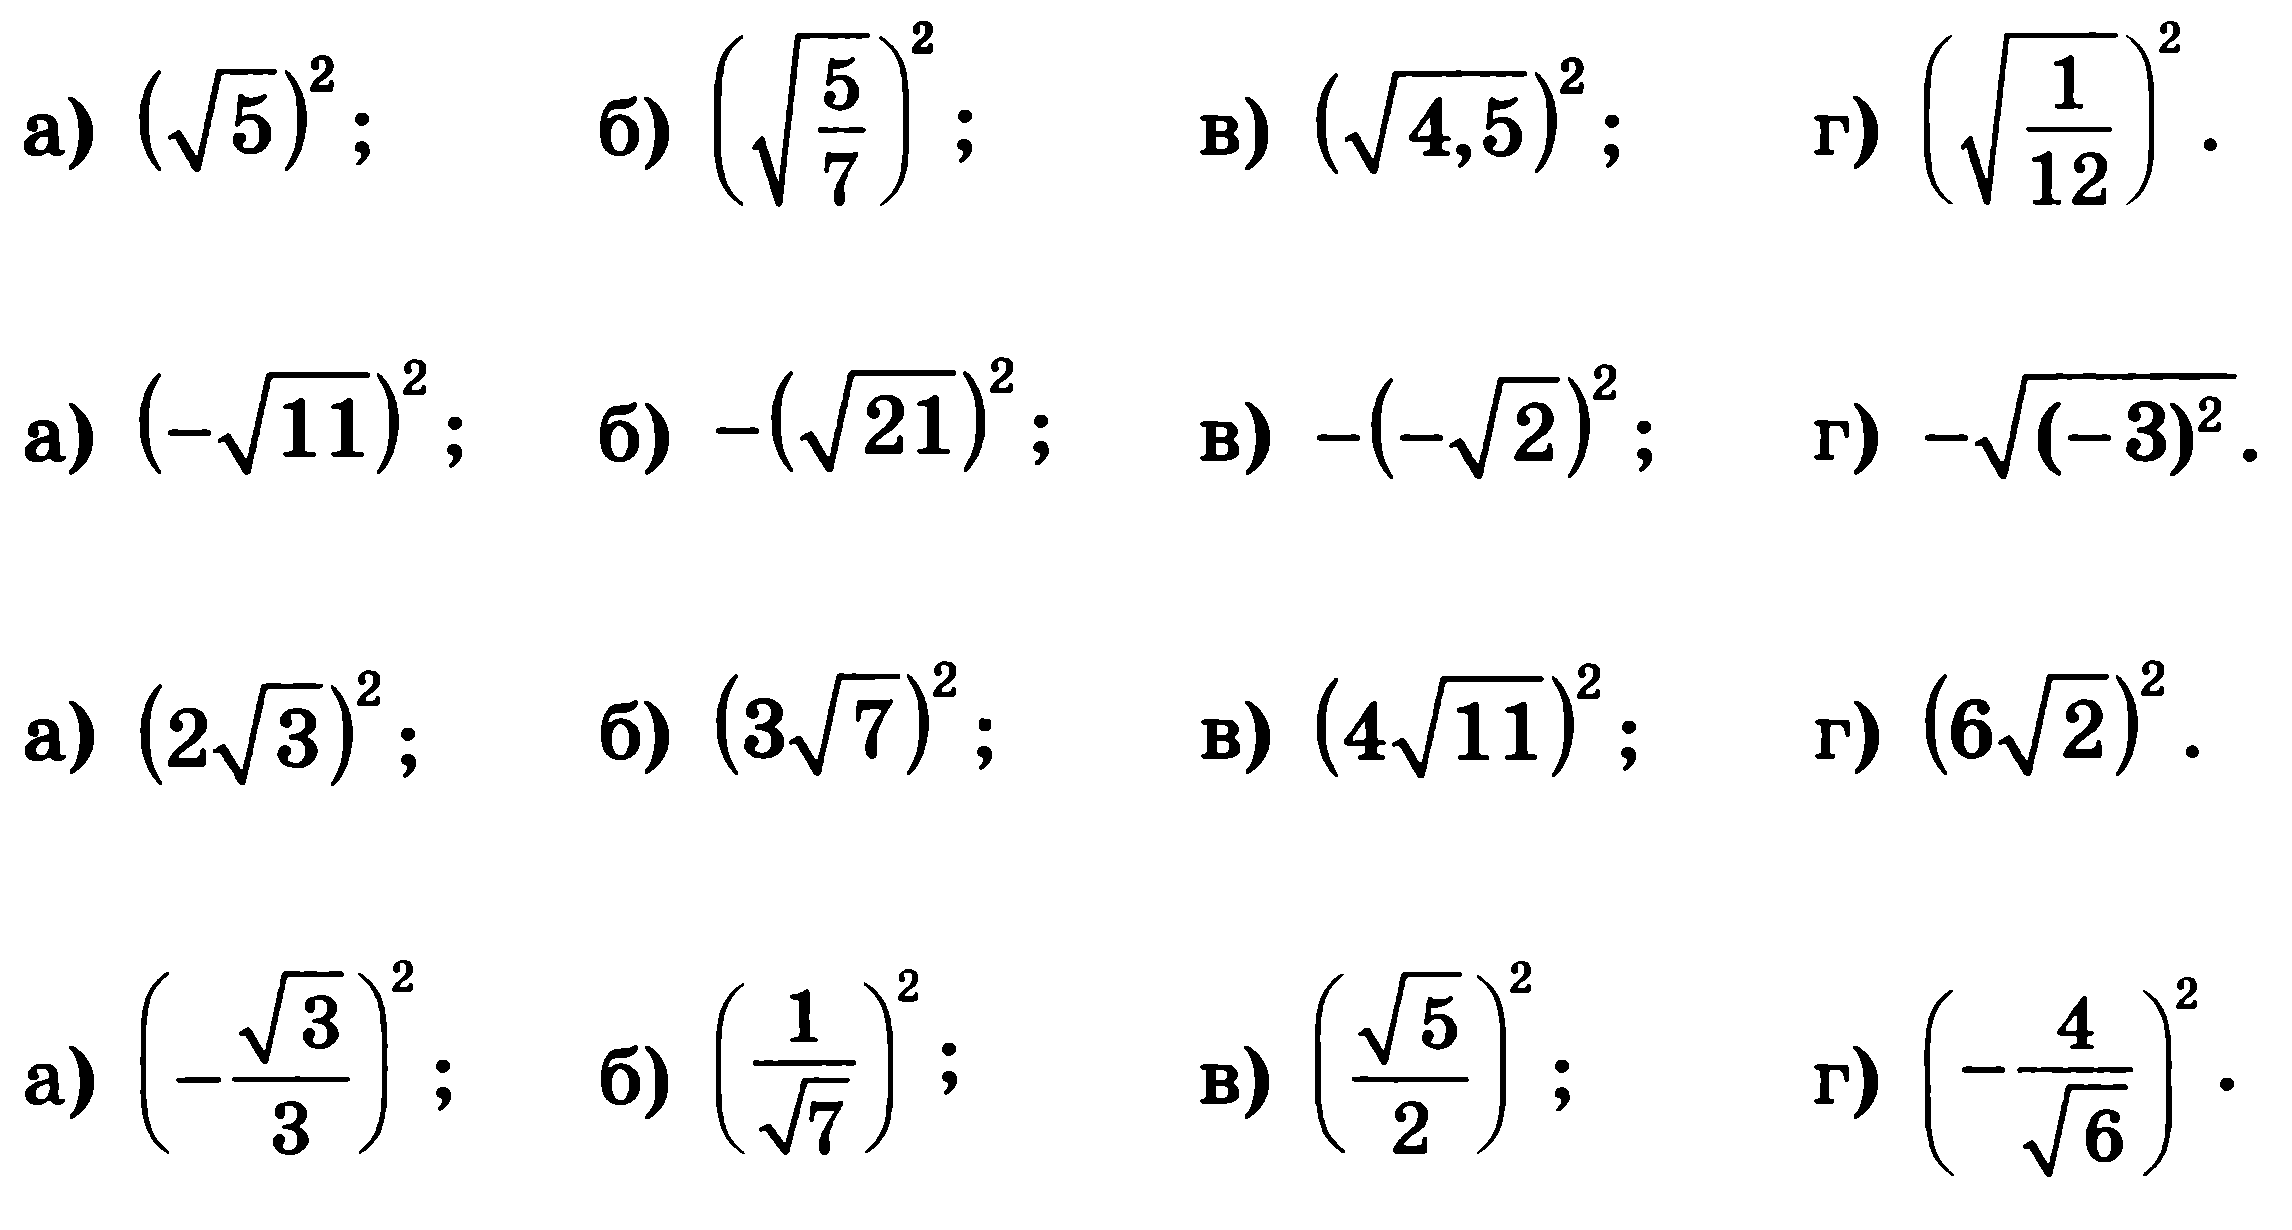 а) (√5)²; б) (√(5/7))²; в) (√4,5)²; г) (√(1/12))².
а) (−√11)²; б) −(√21)²; в) −(−√2)²; г) −√((−3)²).
а) (2√3)²; б) (3√7)²; в) (4√11)²; г) (6√2)².
а) (−√3/3)²; б) (1/√7)²; в) (√5/2)²; г) (−4/√6)².